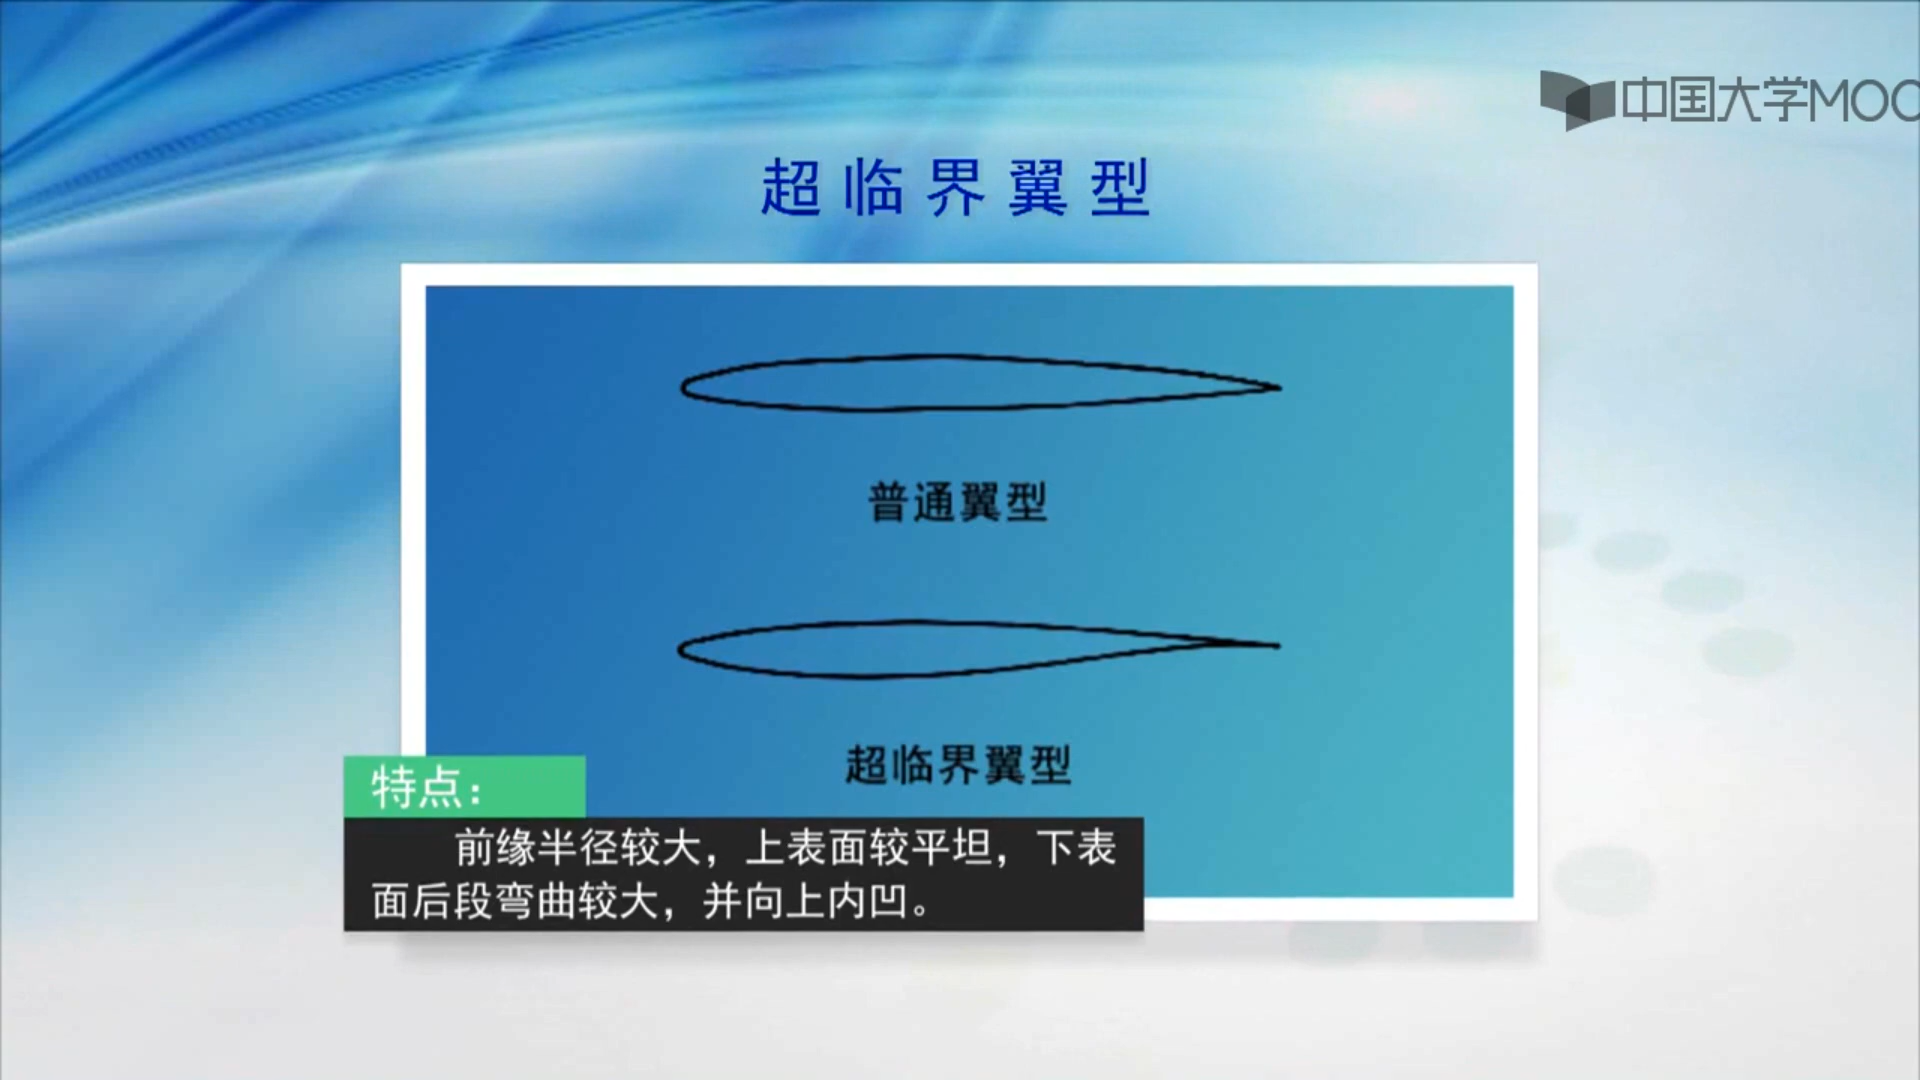 中国大学MOO
超临界翼型
普通翼型
超临界翼型
特点：
前缘半径较大，上表面较平坦，下表
面后段弯曲较大，并向上内凹。